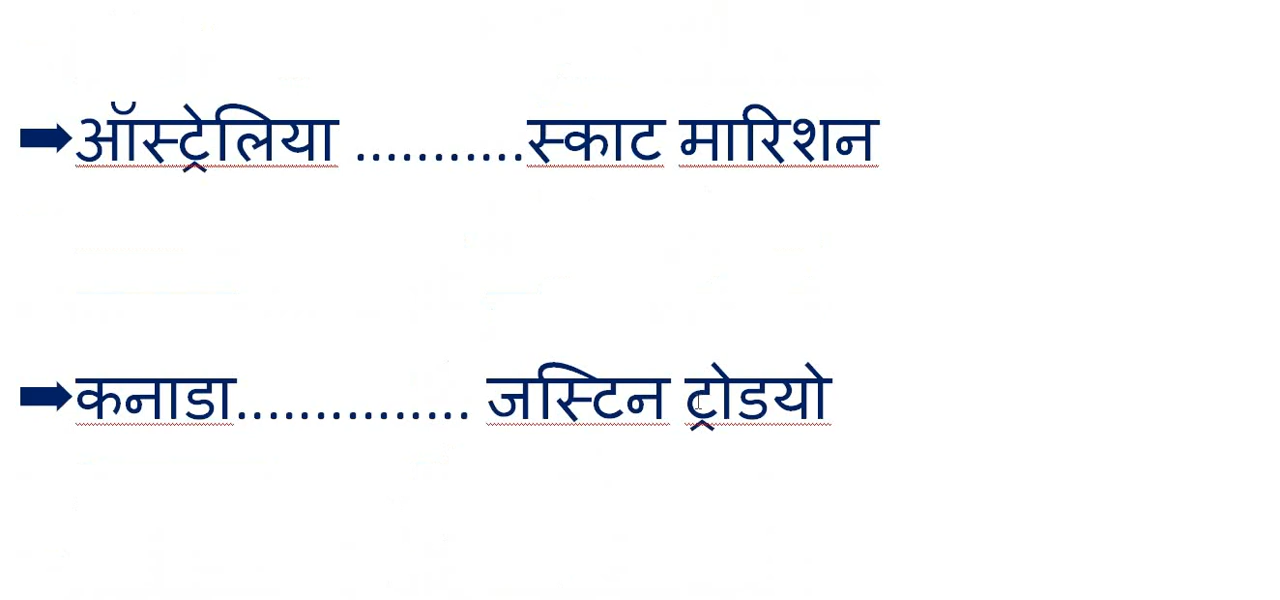 ➡ऑस्ट्रेलिया ...........स्काट मारिशन
➡कनाडा............... जस्टिन ट्रोडयो